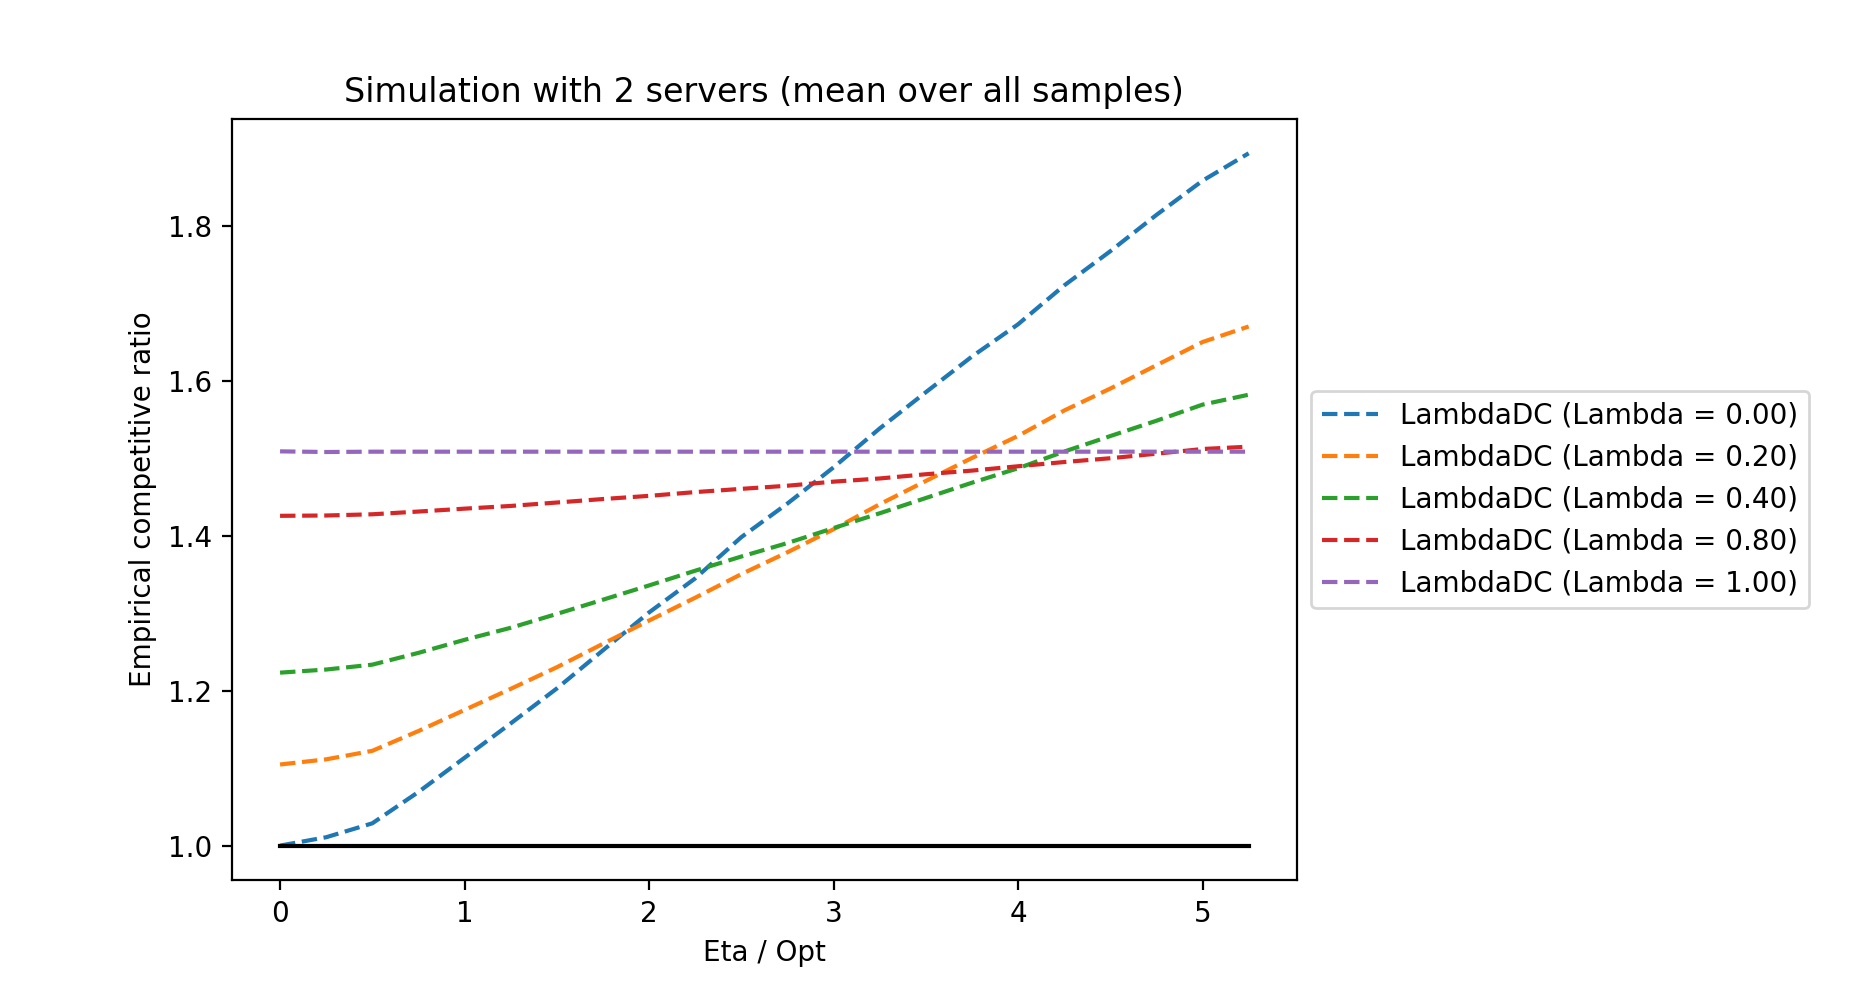 Simulation with 2 servers (mean over all samples)
Empirical competitive ratio
1.8
1.6
1.4
1.2
1.0
0 1 2 3 4 5
Eta / Opt
LambdaDC (Lambda = 0.00)
LambdaDC (Lambda = 0.20)
LambdaDC (Lambda = 0.40)
LambdaDC (Lambda = 0.80)
LambdaDC (Lambda = 1.00)